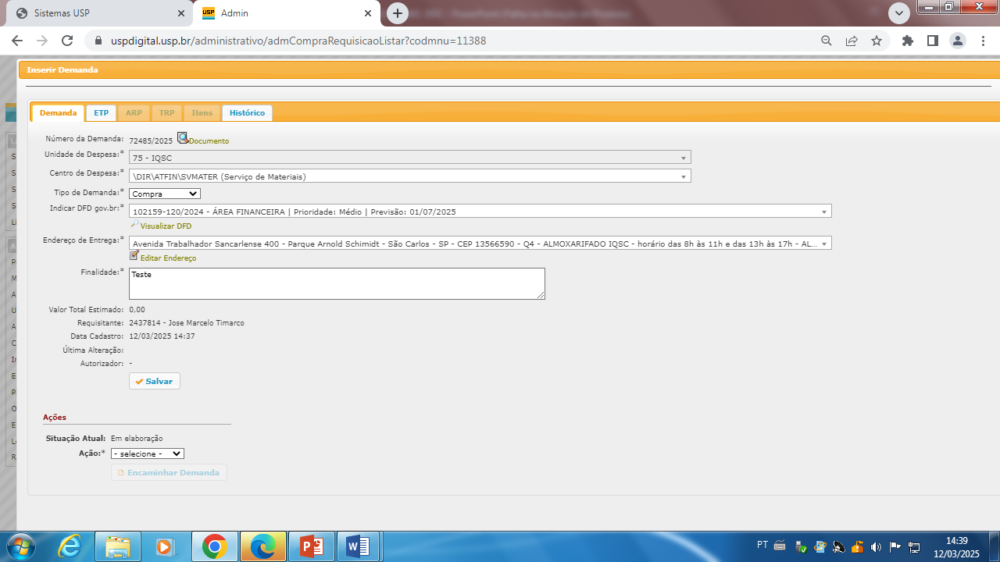 Sistemas USP
USP
Admin
uspdigital.usp.br/administrativo/admCompraRequisicaoListar?codmnu=11388
Inserir Demanda
Demanda
ETP
ARP
TRP
Itens
Histórico
Número da Demanda: 72485/2025 Documento
Unidade de Despesa:* 75 - IQSC
Centro de Despesa:* \DIR\ATFIN\SVMATER (Serviço de Materiais)
Tipo de Demanda:* Compra
Indicar DFD gov.br:* 102159-120/2024 - ÁREA FINANCEIRA | Prioridade: Médio | Previsão: 01/07/2025
Visualizar DFD
Endereço de Entrega:* Avenida Trabalhador Sancarlense 400 - Parque Arnold Schimidt - São Carlos - SP - CEP 13566590 - Q4 - ALMOXARIFADO IQSC - horário das 8h às 11h e das 13h às 17h - AL...
Editar Endereço
Finalidade:* Teste
Valor Total Estimado: 0,00
Requisitante: 2437814 - Jose Marcelo Timarco
Data Cadastro: 12/03/2025 14:37
Última Alteração:
Autorizador: -
Salvar
Ações
Situação Atual: Em elaboração
Ação:* - selecione -
Encaminhar Demanda
PT
14:39
12/03/2025